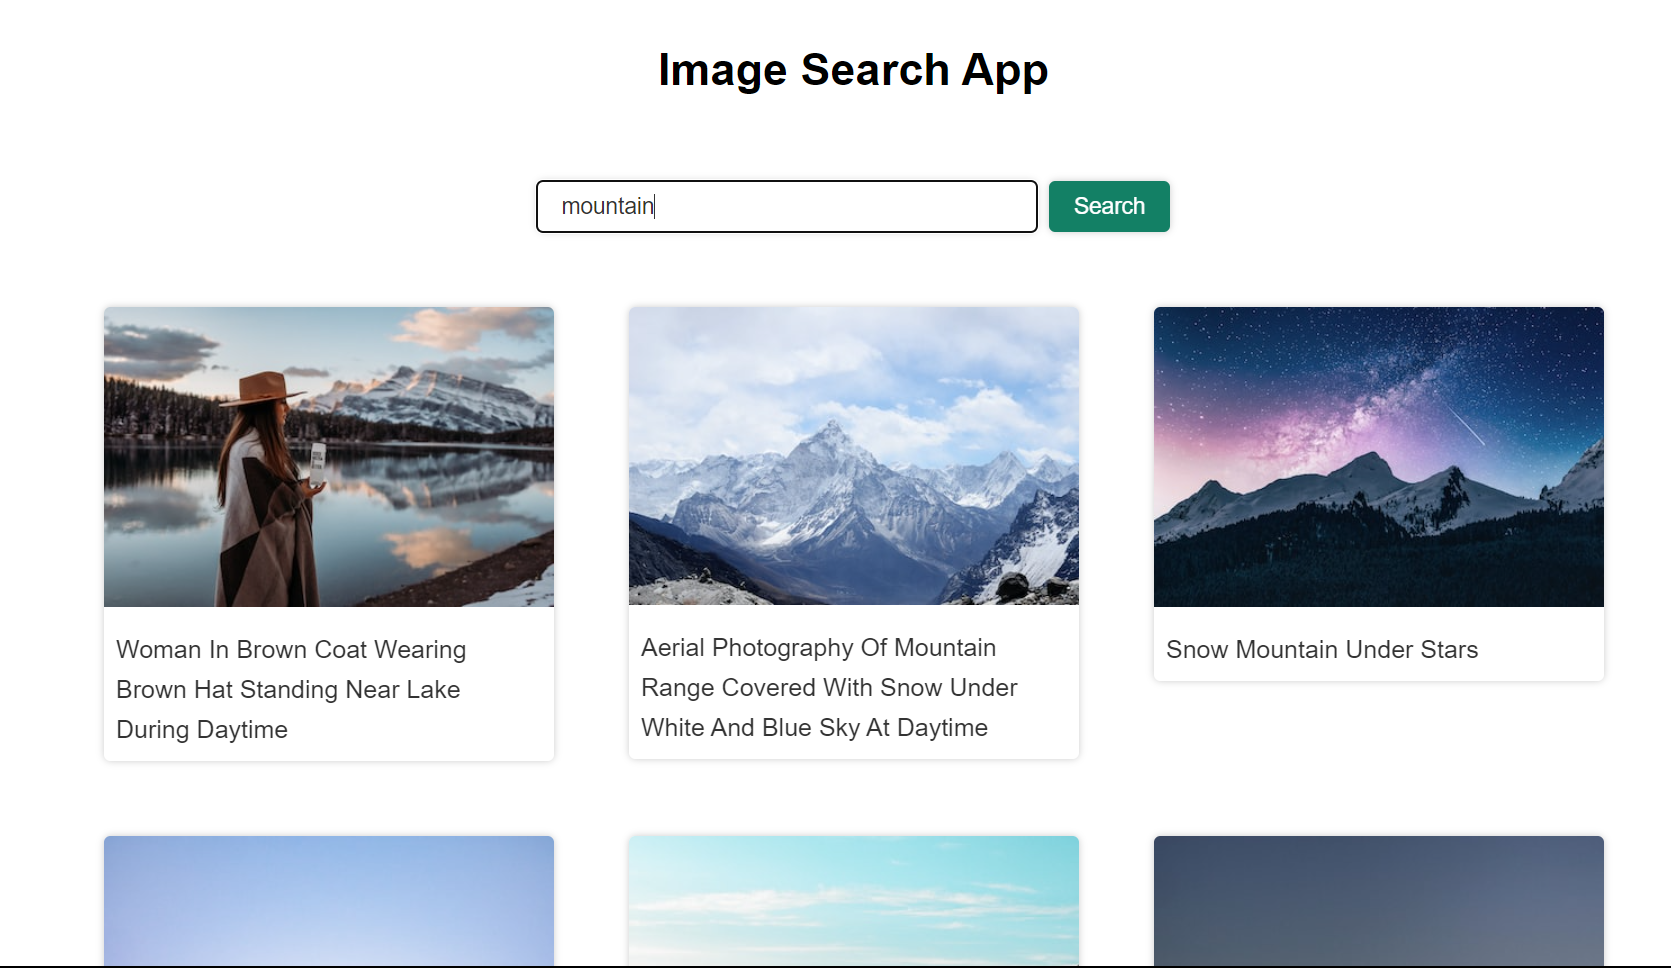 Image Search App
mountain
Search
Woman In Brown Coat Wearing
Brown Hat Standing Near Lake
During Daytime
Aerial Photography Of Mountain
Range Covered With Snow Under
White And Blue Sky At Daytime
Snow Mountain Under Stars